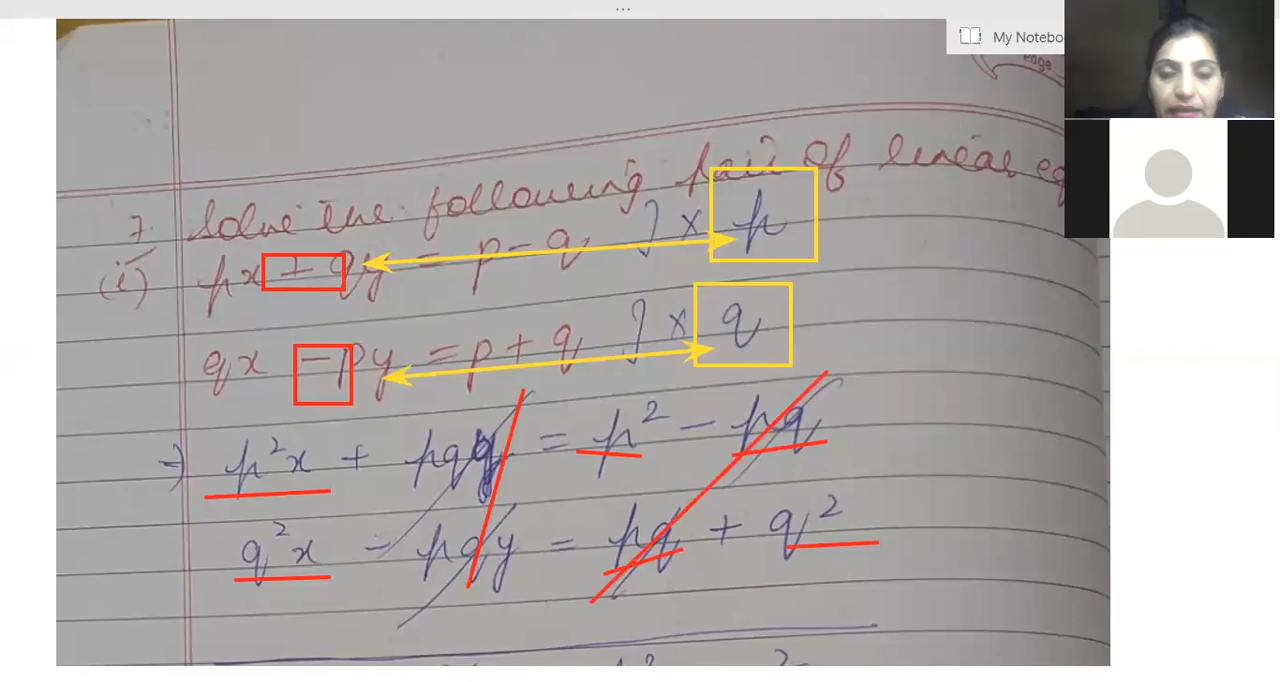 ...
My Notebo
Page
7. Solve the following pair of linear eq
(i) px + qy = p - q } × p
qx - py = p + q } × q
⇒ p²x + pqy = p² - pq
q²x - pqy = pq + q²